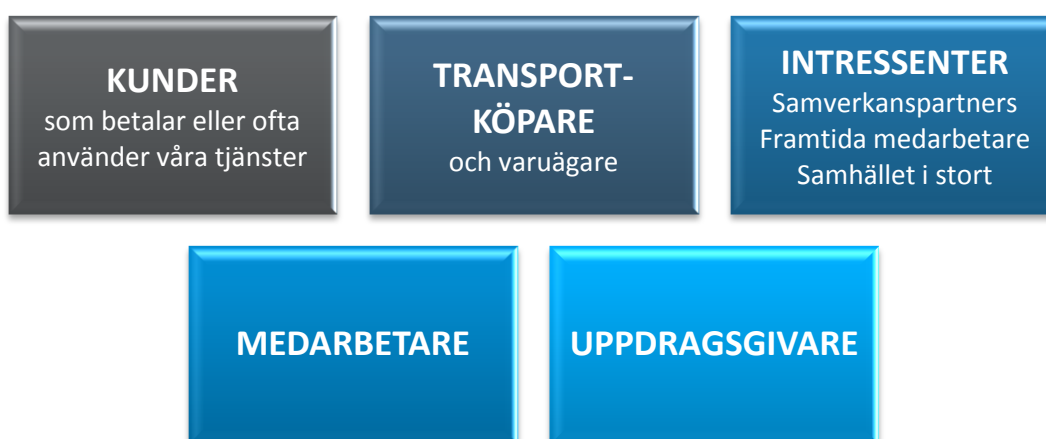 KUNDER
som betalar eller ofta
använder våra tjänster
TRANSPORT-
KÖPARE
och varuägare
INTRESSENTER
Samverkanspartners
Framtida medarbetare
Samhället i stort
MEDARBETARE
UPPDRAGSGIVARE